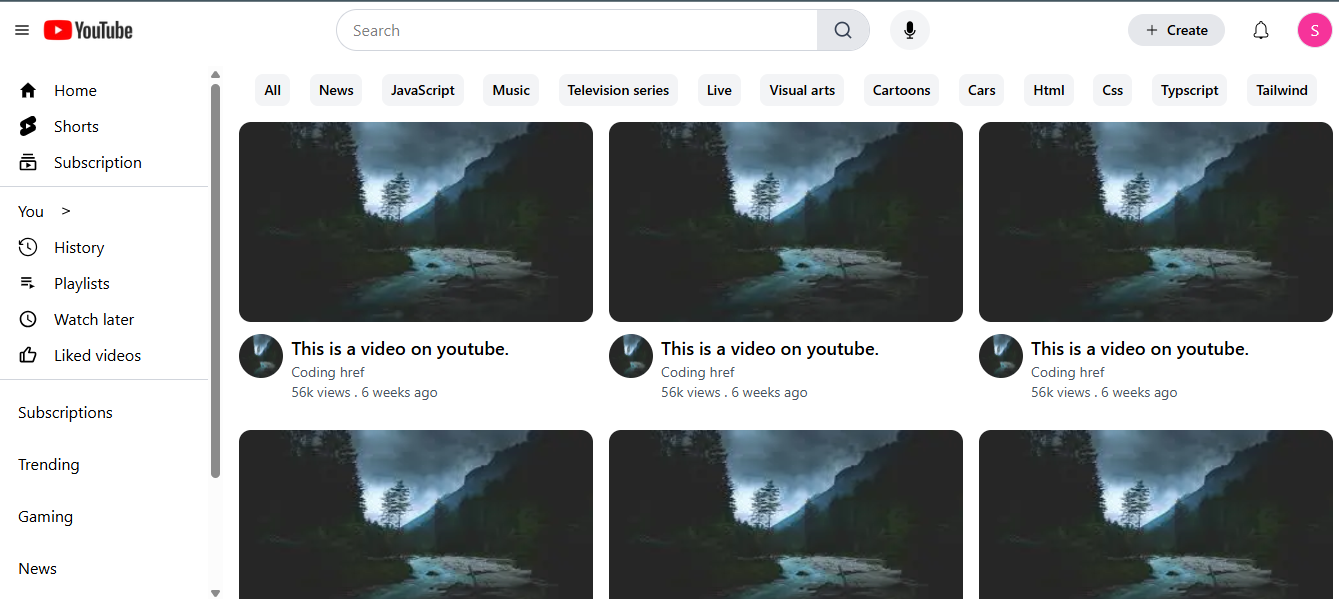 YouTube
Search
+ Create
S
Home
Shorts
Subscription
You >
History
Playlists
Watch later
Liked videos
Subscriptions
Trending
Gaming
News
All News JavaScript Music Television series Live Visual arts Cartoons Cars Html Css Typscript Tailwind
This is a video on youtube.
Coding href
56k views . 6 weeks ago
This is a video on youtube.
Coding href
56k views . 6 weeks ago
This is a video on youtube.
Coding href
56k views . 6 weeks ago